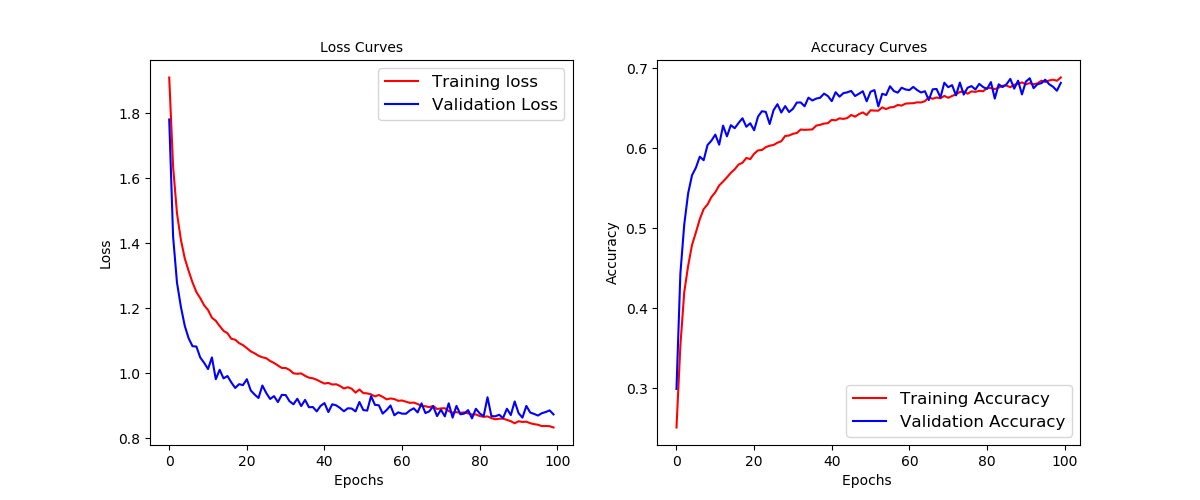 Loss Curves
Training loss
Validation Loss
1.8
1.6
1.4
1.2
1.0
0.8
Loss
0 20 40 60 80 100
Epochs
Accuracy Curves
0.7
0.6
0.5
0.4
0.3
Accuracy
Training Accuracy
Validation Accuracy
0 20 40 60 80 100
Epochs